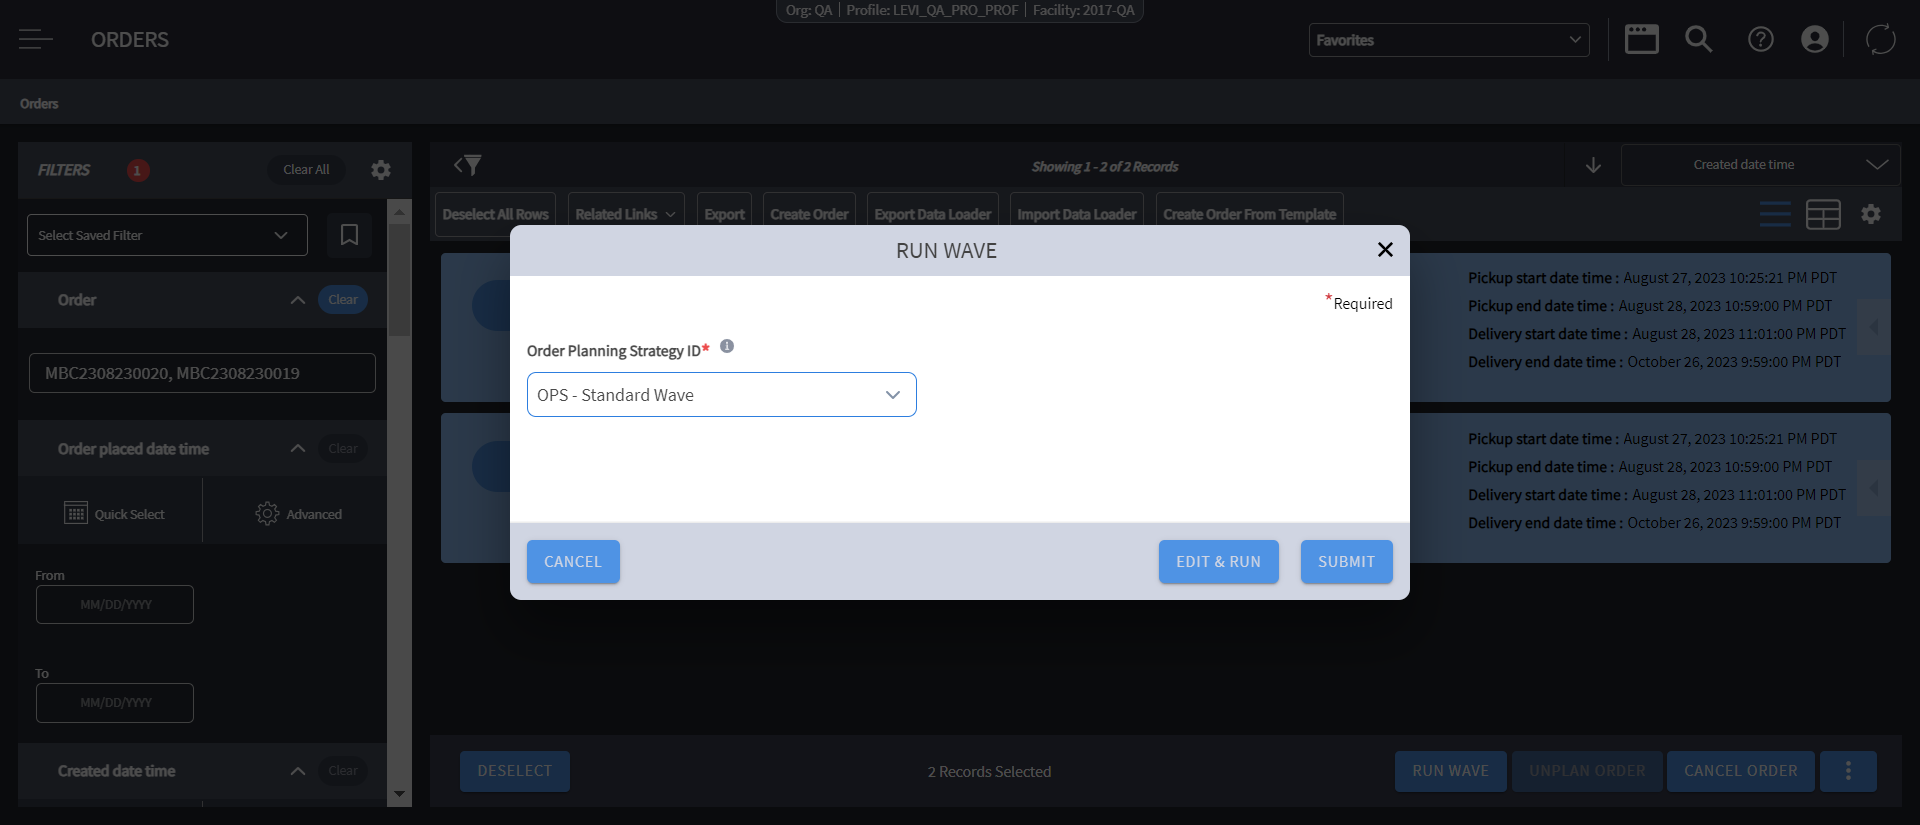 Org: QA | Profile: LEVI_QA_PRO_PROF | Facility: 2017-QA
ORDERS
Favorites
Orders
FILTERS 1 Clear All
Select Saved Filter
Order Clear
MBC2308230020, MBC2308230019
Order placed date time Clear
Quick Select Advanced
From
MM/DD/YYYY
To
MM/DD/YYYY
Created date time Clear
Showing 1 - 2 of 2 Records
Created date time
Deselect All Rows Related Links Export Create Order Export Data Loader Import Data Loader Create Order From Template
Pickup start date time : August 27, 2023 10:25:21 PM PDT
Pickup end date time : August 28, 2023 10:59:00 PM PDT
Delivery start date time : August 28, 2023 11:01:00 PM PDT
Delivery end date time : October 26, 2023 9:59:00 PM PDT
Pickup start date time : August 27, 2023 10:25:21 PM PDT
Pickup end date time : August 28, 2023 10:59:00 PM PDT
Delivery start date time : August 28, 2023 11:01:00 PM PDT
Delivery end date time : October 26, 2023 9:59:00 PM PDT
RUN WAVE
*Required
Order Planning Strategy ID*
OPS - Standard Wave
CANCEL EDIT & RUN SUBMIT
DESELECT 2 Records Selected RUN WAVE UNPLAN ORDER CANCEL ORDER